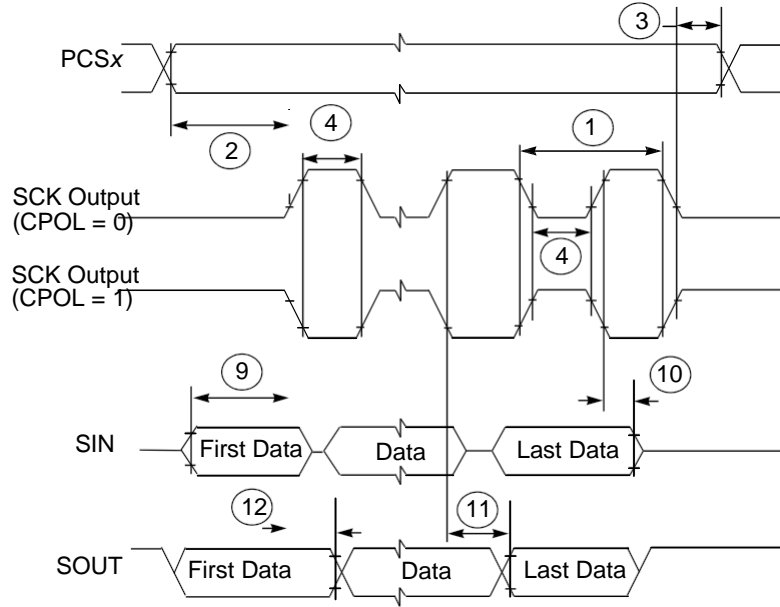 3
PCSx
2
4
1
SCK Output
(CPOL = 0)
4
SCK Output
(CPOL = 1)
9
10
SIN
First Data
Data
Last Data
12
11
SOUT
First Data
Data
Last Data